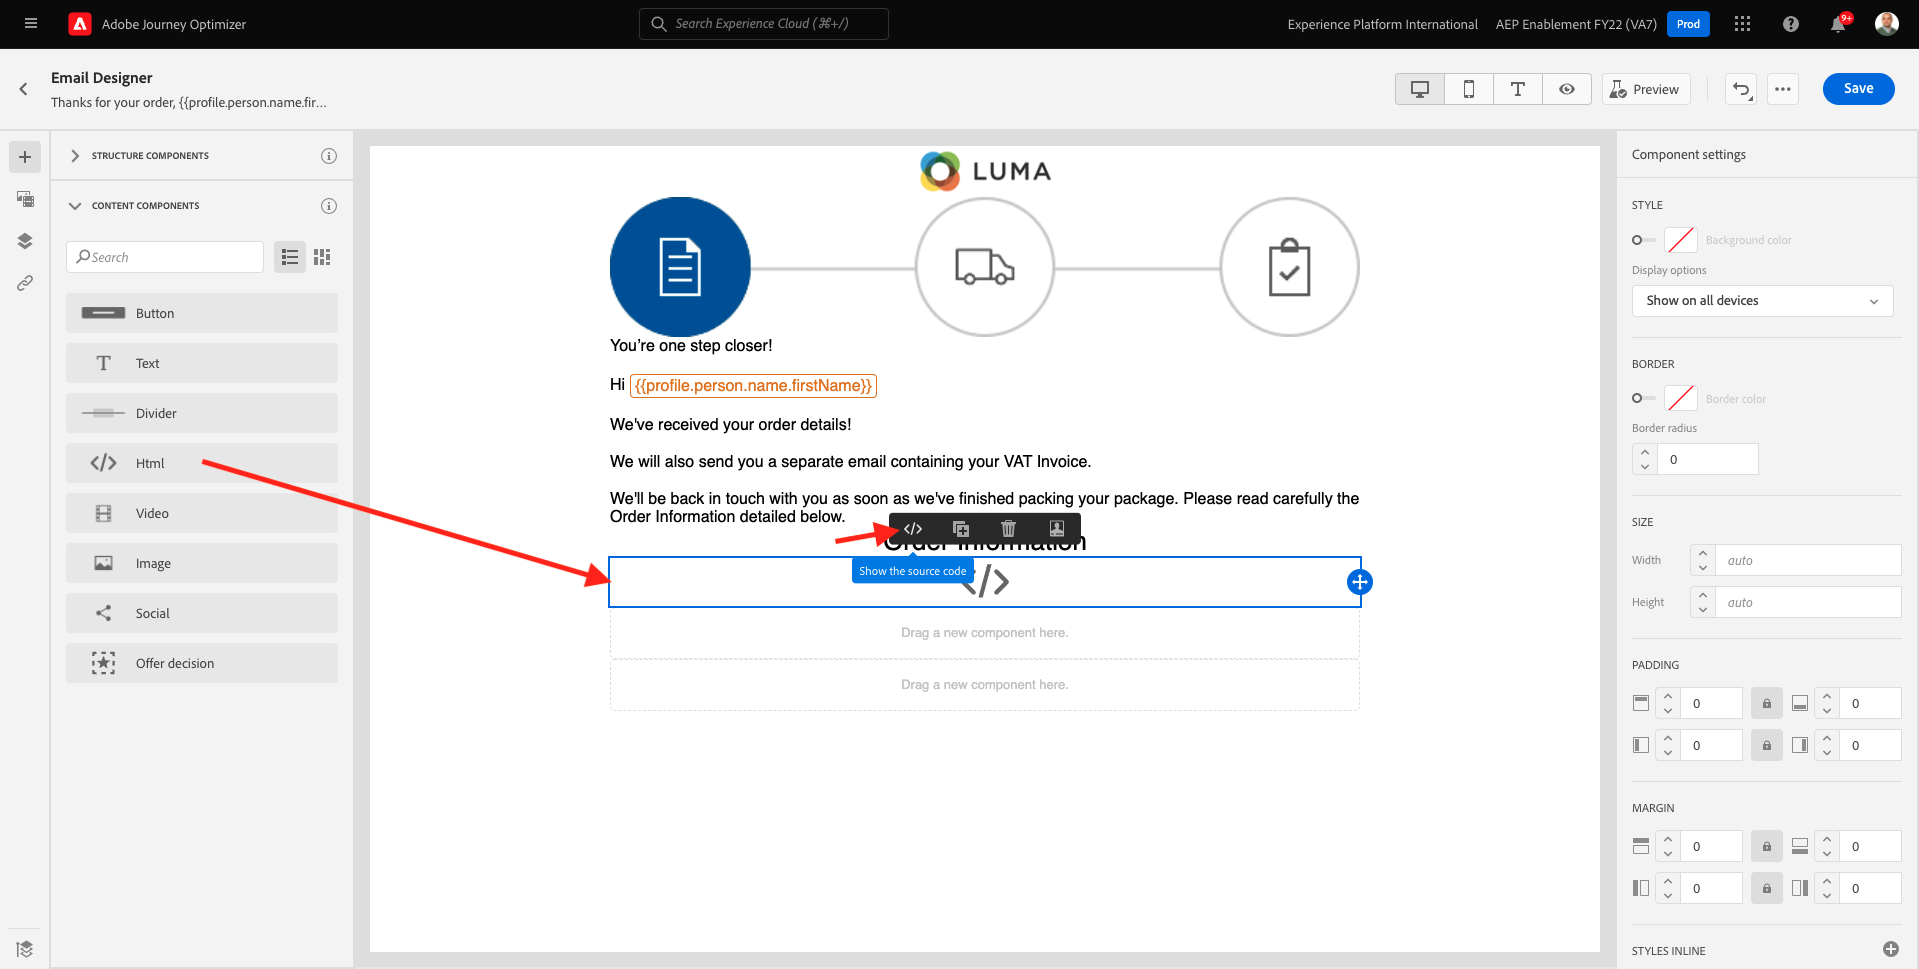 Adobe Journey Optimizer
Search Experience Cloud (⌘+/)
Experience Platform International
AEP Enablement FY22 (VA7)
Prod
9+
Email Designer
Thanks for your order, {{profile.person.name.fir...
Preview
Save
STRUCTURE COMPONENTS
CONTENT COMPONENTS
Search
Button
Text
Divider
Html
Video
Image
Social
Offer decision
LUMA
You're one step closer!
Hi {{profile.person.name.firstName}}
We've received your order details!
We will also send you a separate email containing your VAT Invoice.
We'll be back in touch with you as soon as we've finished packing your package. Please read carefully the
Order Information detailed below.
Order Information
Show the source code
Drag a new component here.
Drag a new component here.
Component settings
STYLE
Background color
Display options
Show on all devices
BORDER
Border color
Border radius
0
SIZE
Width
auto
Height
auto
PADDING
0
0
0
0
MARGIN
0
0
0
0
STYLES INLINE